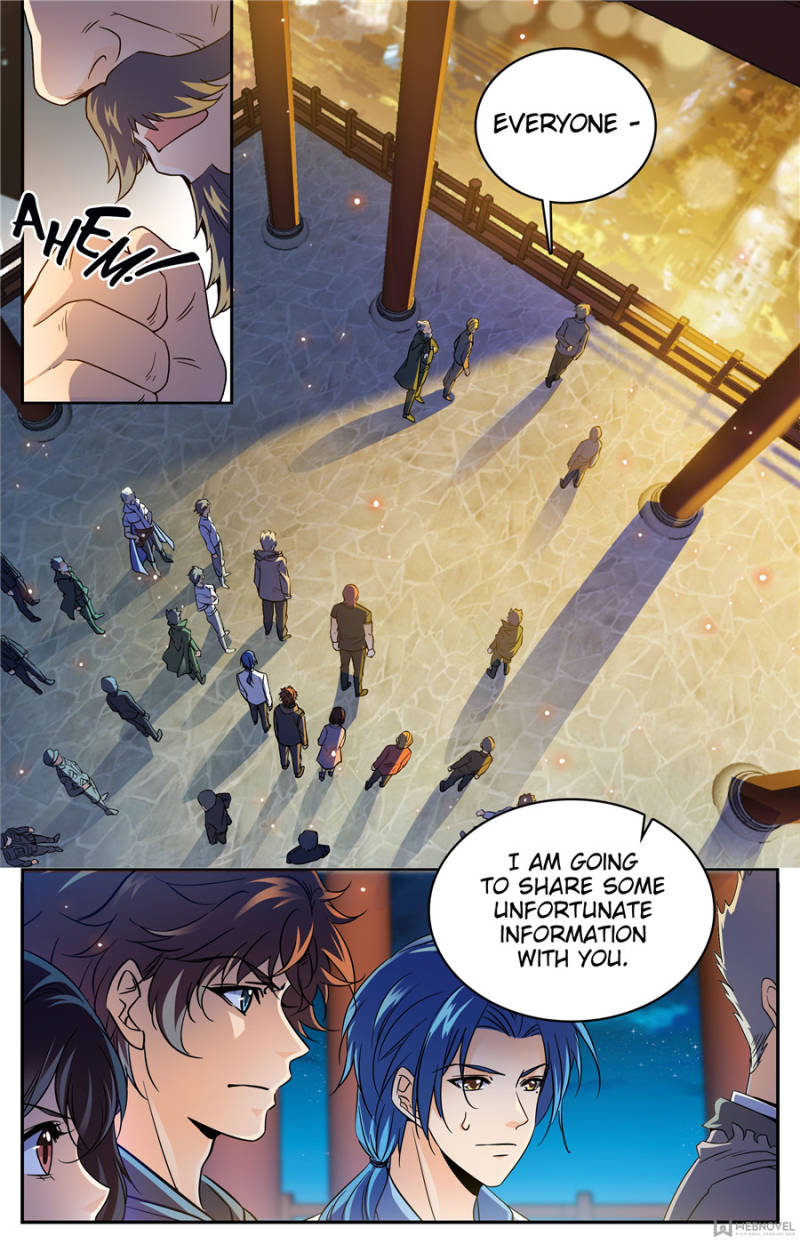 AHEM!
EVERYONE -
I AM GOING
TO SHARE SOME
UNFORTUNATE
INFORMATION
WITH YOU.
WEBNOVEL